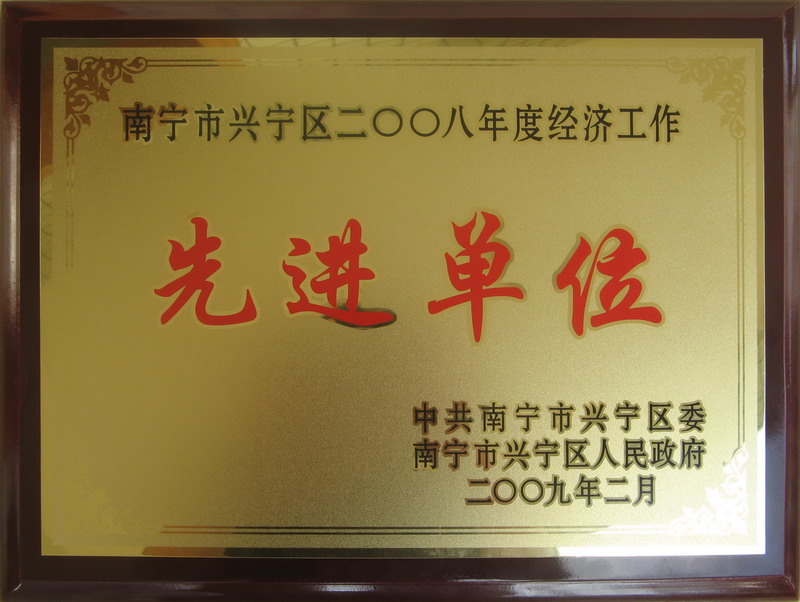 南宁市兴宁区二〇〇八年度经济工作
先进单位
中共南宁市兴宁区委
南宁市兴宁区人民政府
二〇〇九年二月